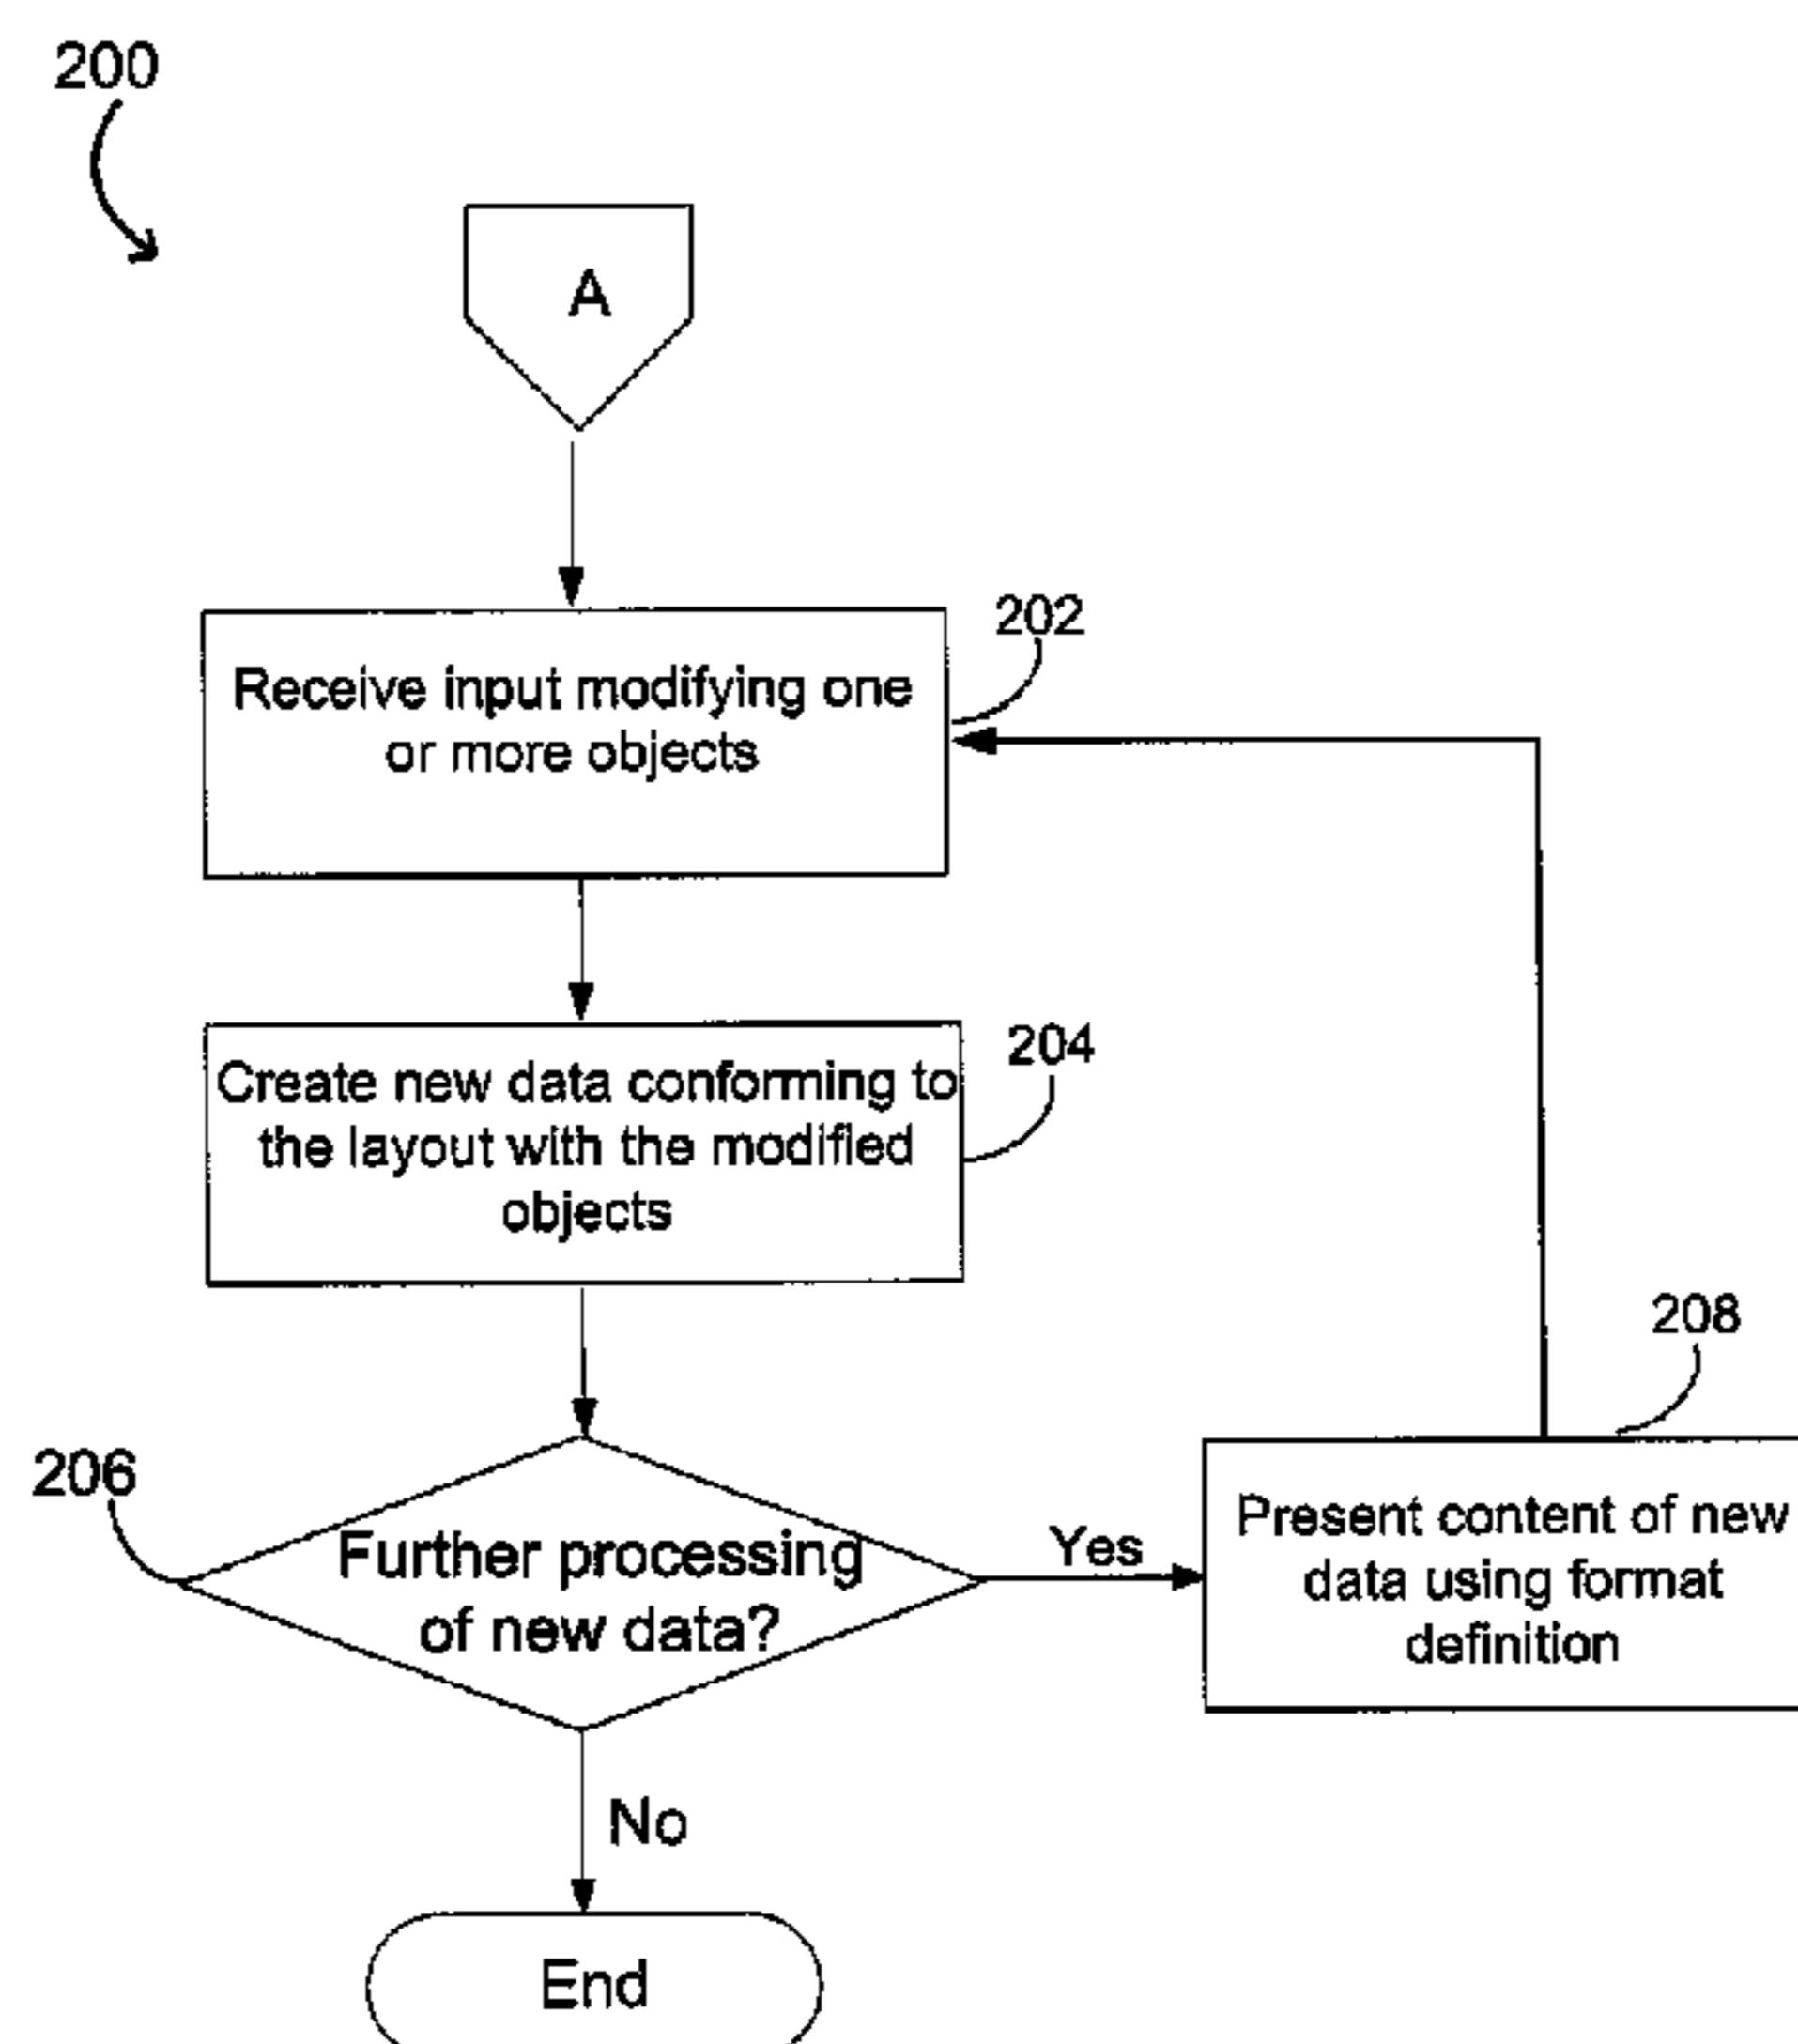 200
A
202
Receive input modifying one
or more objects
204
Create new data conforming to
the layout with the modified
objects
206
Further processing
of new data?
Yes
208
Present content of new
data using format
definition
No
End